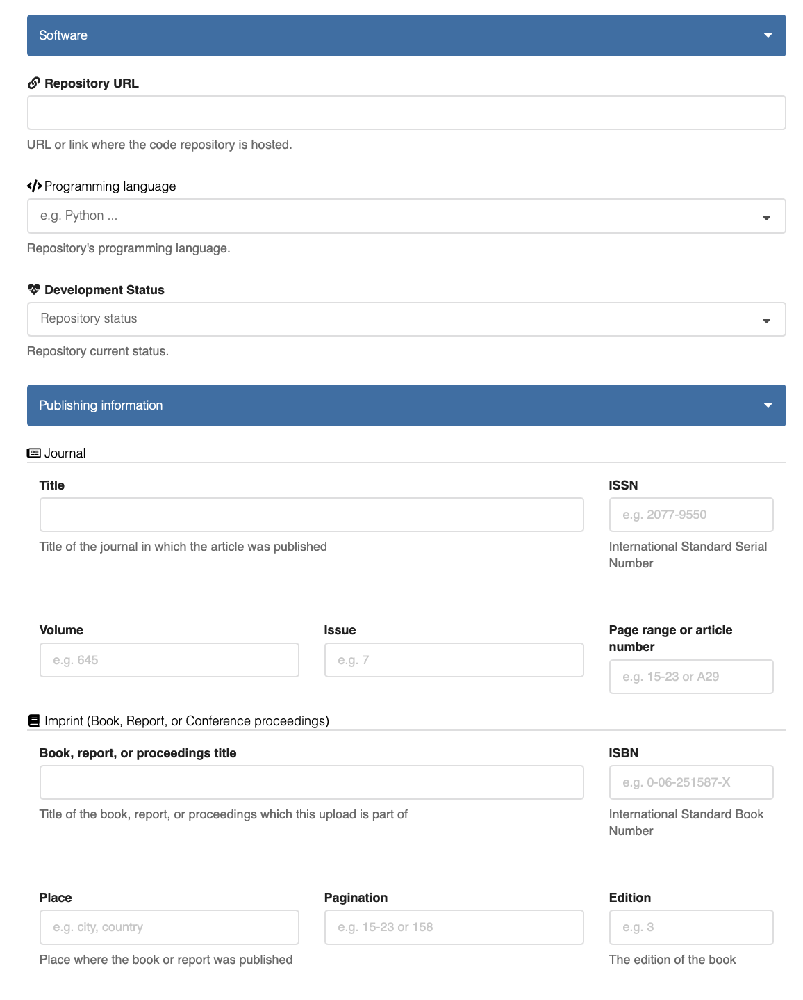 Software
Repository URL
URL or link where the code repository is hosted.
Programming language
e.g. Python ...
Repository's programming language.
Development Status
Repository status
Repository current status.
Publishing information
Journal
Title
ISSN
e.g. 2077-9550
Title of the journal in which the article was published
International Standard Serial
Number
Volume
Issue
Page range or article
number
e.g. 645
e.g. 7
e.g. 15-23 or A29
Imprint (Book, Report, or Conference proceedings)
Book, report, or proceedings title
ISBN
e.g. 0-06-251587-X
Title of the book, report, or proceedings which this upload is part of
International Standard Book
Number
Place
Pagination
Edition
e.g. city, country
e.g. 15-23 or 158
e.g. 3
Place where the book or report was published
The edition of the book